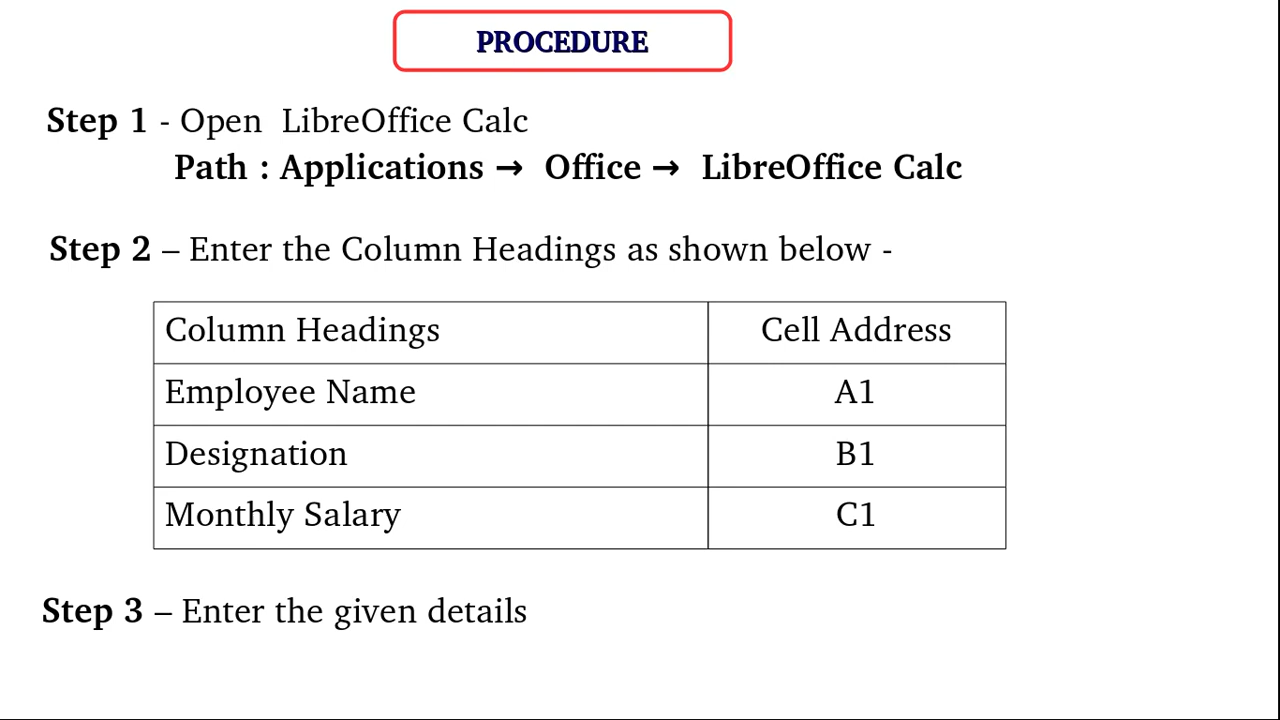 PROCEDURE
Step 1 - Open LibreOffice Calc
Path : Applications → Office → LibreOffice Calc
Step 2 – Enter the Column Headings as shown below -
Column Headings Cell Address
Employee Name A1
Designation B1
Monthly Salary C1
Step 3 – Enter the given details